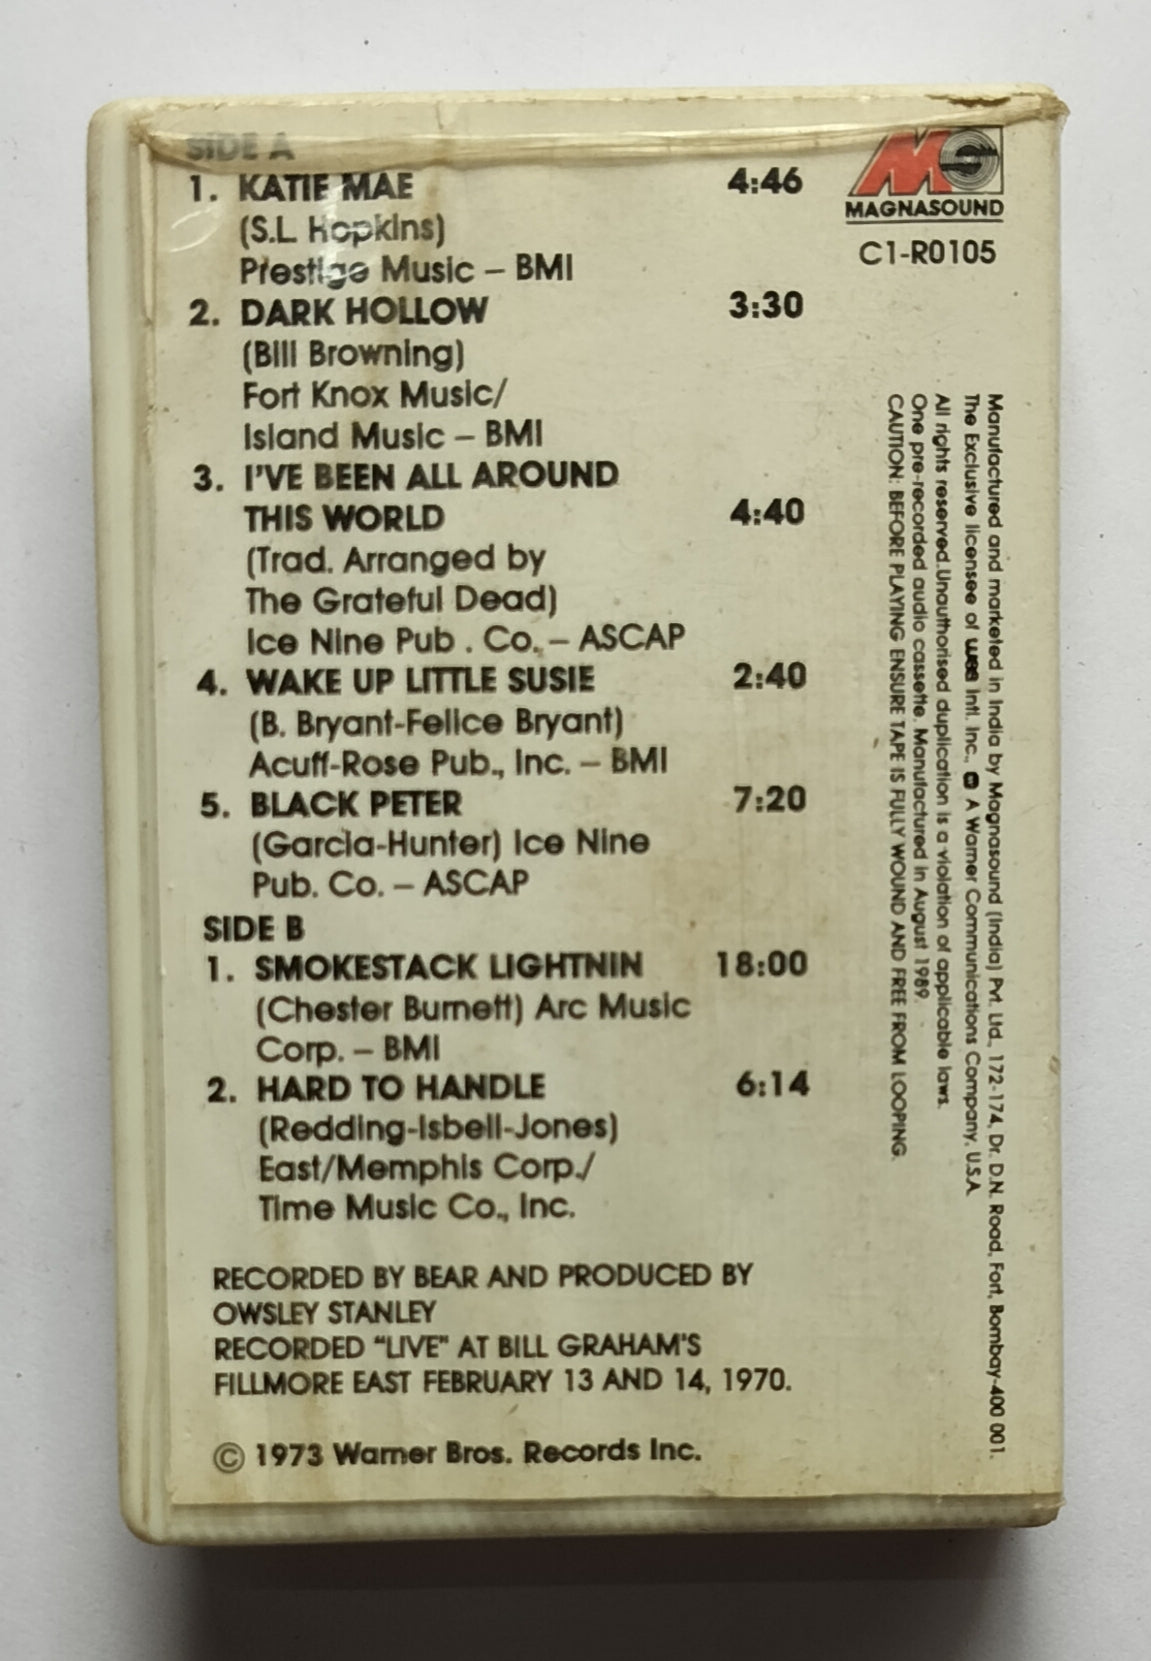 SIDE A
1. KATIE MAE 4:46
(S.L. Hopkins)
Prestige Music – BMI
2. DARK HOLLOW 3:30
(Bill Browning)
Fort Knox Music/
Island Music – BMI
3. I'VE BEEN ALL AROUND
THIS WORLD 4:40
(Trad. Arranged by
The Grateful Dead)
Ice Nine Pub . Co. – ASCAP
4. WAKE UP LITTLE SUSIE 2:40
(B. Bryant-Felice Bryant)
Acuff-Rose Pub., Inc. – BMI
5. BLACK PETER 7:20
(Garcia-Hunter) Ice Nine
Pub. Co. – ASCAP
SIDE B
1. SMOKESTACK LIGHTNIN 18:00
(Chester Burnett) Arc Music
Corp. – BMI
2. HARD TO HANDLE 6:14
(Redding-Isbell-Jones)
East/Memphis Corp./
Time Music Co., Inc.
RECORDED BY BEAR AND PRODUCED BY
OWSLEY STANLEY
RECORDED "LIVE" AT BILL GRAHAM'S
FILLMORE EAST FEBRUARY 13 AND 14, 1970.
© 1973 Warner Bros. Records Inc.
MAGNASOUND
C1-R0105
Manufactured and marketed in India by Magnasound (India) Pvt. Ltd., 172-174, Dr. D.N. Road, Fort, Bombay-400 001.
The Exclusive licensee of wea Intl. Inc., A Warner Communications Company. U.S.A.
All rights reserved.Unauthorised duplication is a violation of applicable laws.
One pre-recorded audio cassette. Manufactured in August 1989.
CAUTION: BEFORE PLAYING ENSURE TAPE IS FULLY WOUND AND FREE FROM LOOPING.